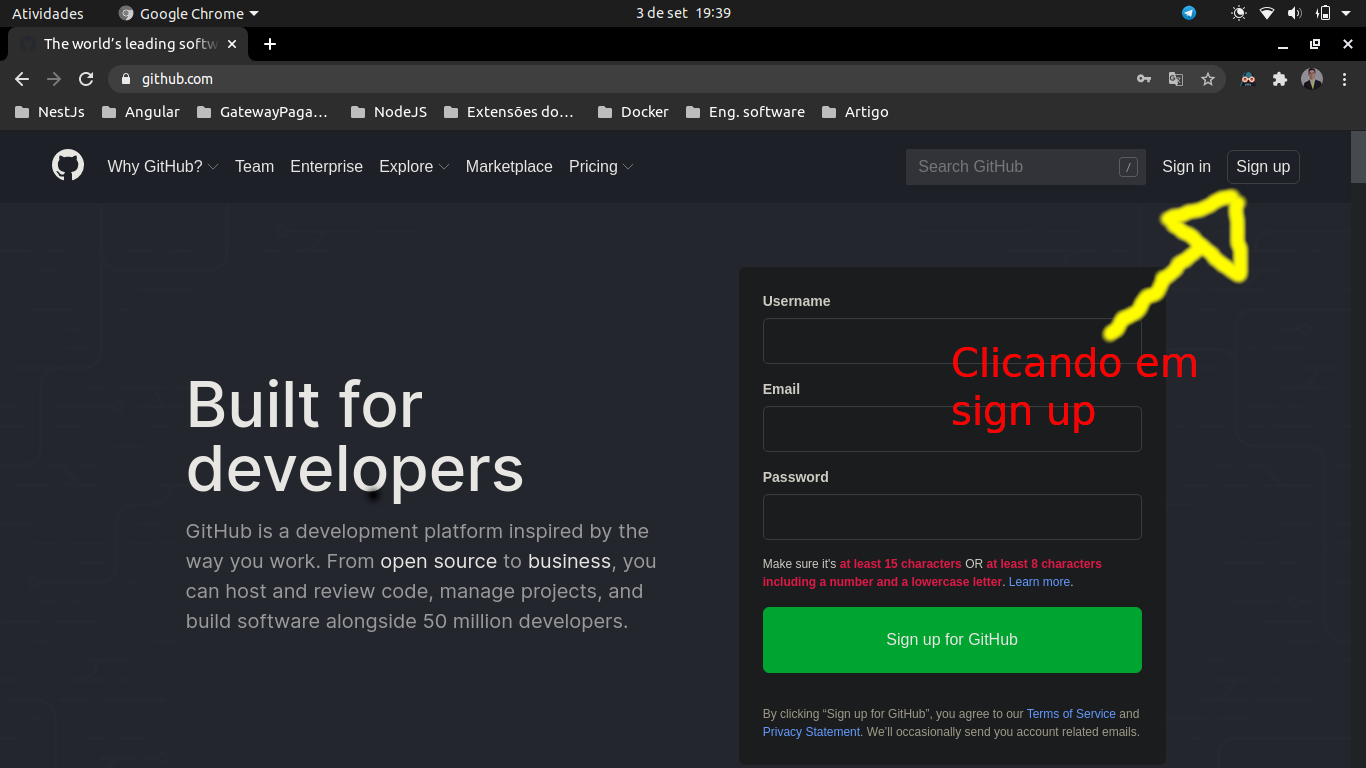 Atividades Google Chrome 3 de set 19:39
The world's leading softw
github.com
NestJs Angular GatewayPaga... NodeJS Extensões do... Docker Eng. software Artigo
Why GitHub? Team Enterprise Explore Marketplace Pricing Search GitHub / Sign in Sign up
Built for
developers
GitHub is a development platform inspired by the
way you work. From open source to business, you
can host and review code, manage projects, and
build software alongside 50 million developers.
Username
Clicando em
sign up
Email
Password
Make sure it's at least 15 characters OR at least 8 characters
including a number and a lowercase letter. Learn more.
Sign up for GitHub
By clicking “Sign up for GitHub”, you agree to our Terms of Service and
Privacy Statement. We’ll occasionally send you account related emails.